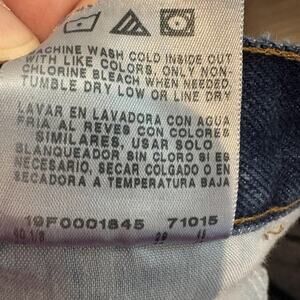 MACHINE WASH COLD INSIDE OUT
WITH LIKE COLORS, ONLY NON-
CHLORINE BLEACH WHEN NEEDED
TUMBLE DRY LOW OR LINE DRY
LAVAR EN LAVADORA CON AGUA
FRIA, AL REVES CON COLORES
SIMILARES, USAR SOLO
BLANQUEADOR SIN CLORO SI ES
NECESARIO, SECAR COLGADO O EN
SECADORA A TEMPERATURA BAJA
19F0001845 71015